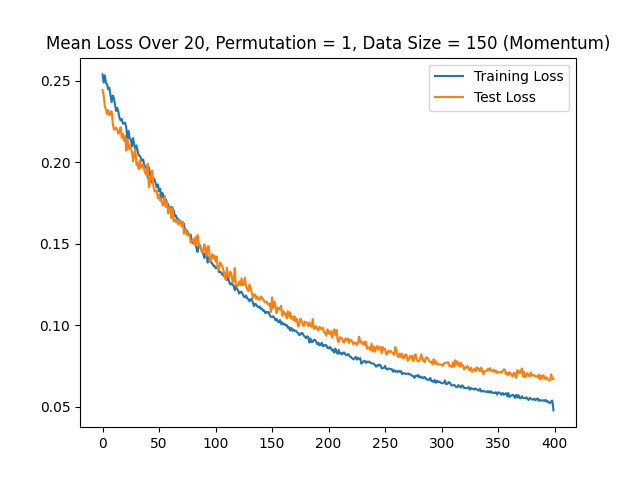 Mean Loss Over 20, Permutation = 1, Data Size = 150 (Momentum)
Training Loss
Test Loss
0.25
0.20
0.15
0.10
0.05
0 50 100 150 200 250 300 350 400